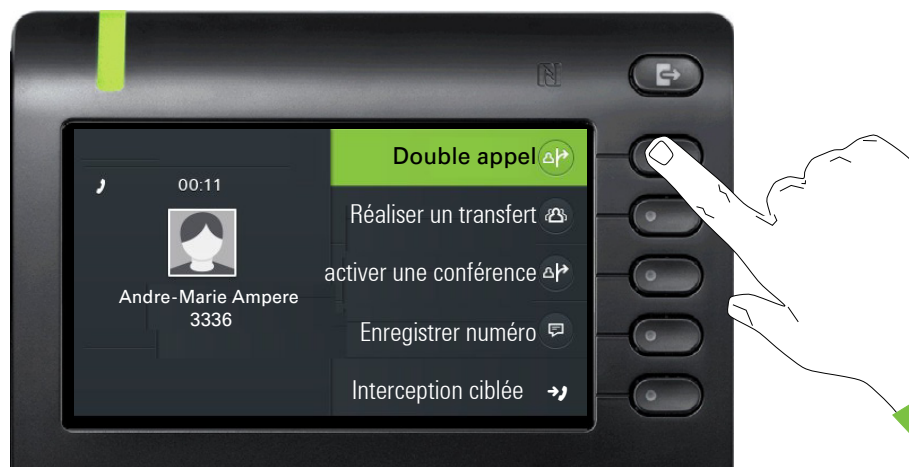 00:11
Andre-Marie Ampere
3336
Double appel
Réaliser un transfert
activer une conférence
Enregistrer numéro
Interception ciblée